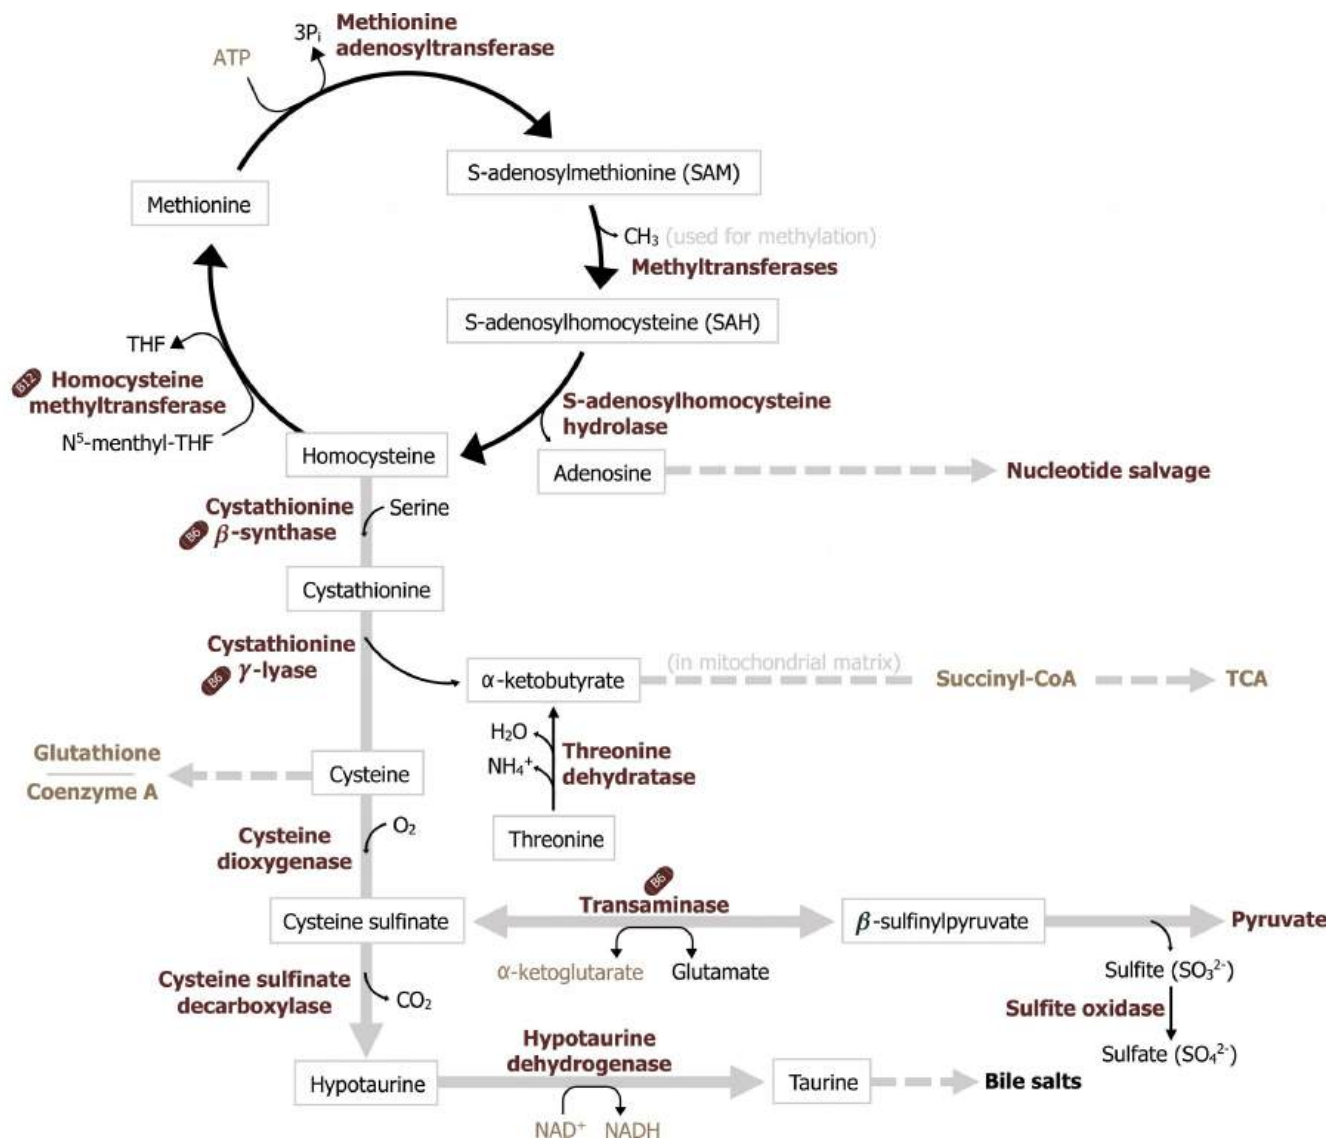 Methionine
adenosyltransferase
3Pi
ATP
S-adenosylmethionine (SAM)
Methionine
CH3 (used for methylation)
Methyltransferases
S-adenosylhomocysteine (SAH)
THF
B12
Homocysteine
methyltransferase
N5-menthyl-THF
S-adenosylhomocysteine
hydrolase
Homocysteine
Adenosine
Nucleotide salvage
Cystathionine
β-synthase
B6
Serine
Cystathionine
Cystathionine
γ-lyase
B6
α-ketobutyrate
(in mitochondrial matrix)
Succinyl-CoA
TCA
H2O
NH4+
Threonine
dehydratase
Glutathione
Coenzyme A
Cysteine
Threonine
Cysteine
dioxygenase
O2
B6
Transaminase
Cysteine sulfinate
β-sulfinylpyruvate
Pyruvate
α-ketoglutarate
Glutamate
Sulfite (SO32-)
Cysteine sulfinate
decarboxylase
CO2
Sulfite oxidase
Sulfate (SO42-)
Hypotaurine
dehydrogenase
Hypotaurine
Taurine
Bile salts
NAD+
NADH